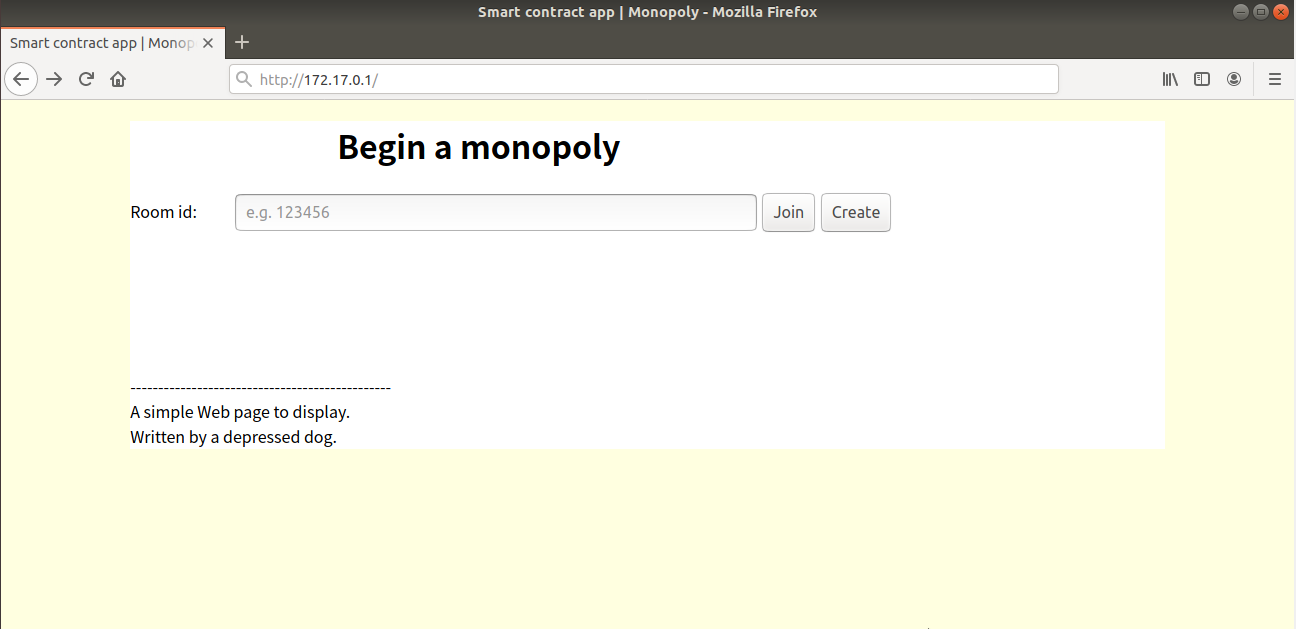 Smart contract app | Monopoly - Mozilla Firefox
Smart contract app | Monop
http://172.17.0.1/
Begin a monopoly
Room id: e.g. 123456 Join Create
-----------------------------------------------
A simple Web page to display.
Written by a depressed dog.